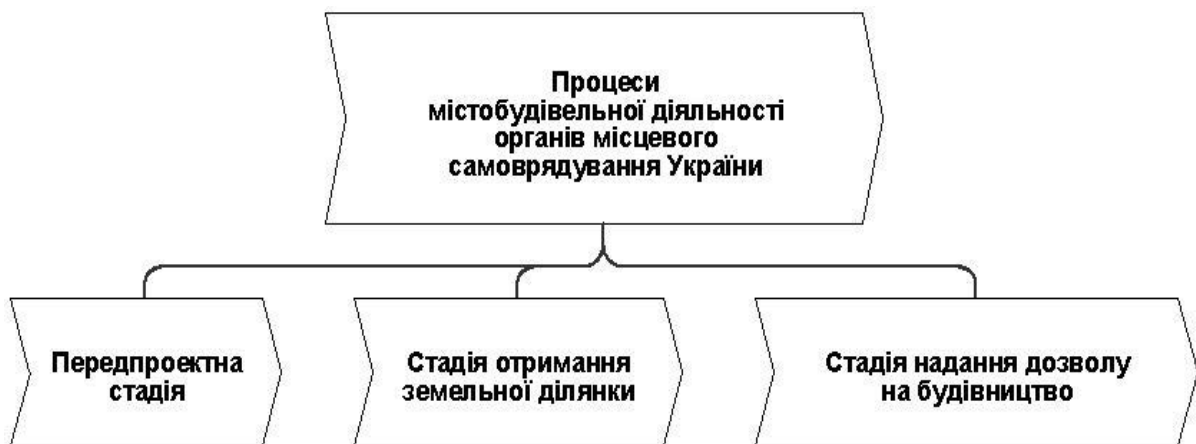 Процеси
містобудівельної діяльності
органів місцевого
самоврядування України
Передпроектна
стадія
Стадія отримання
земельної ділянки
Стадія надання дозволу
на будівництво